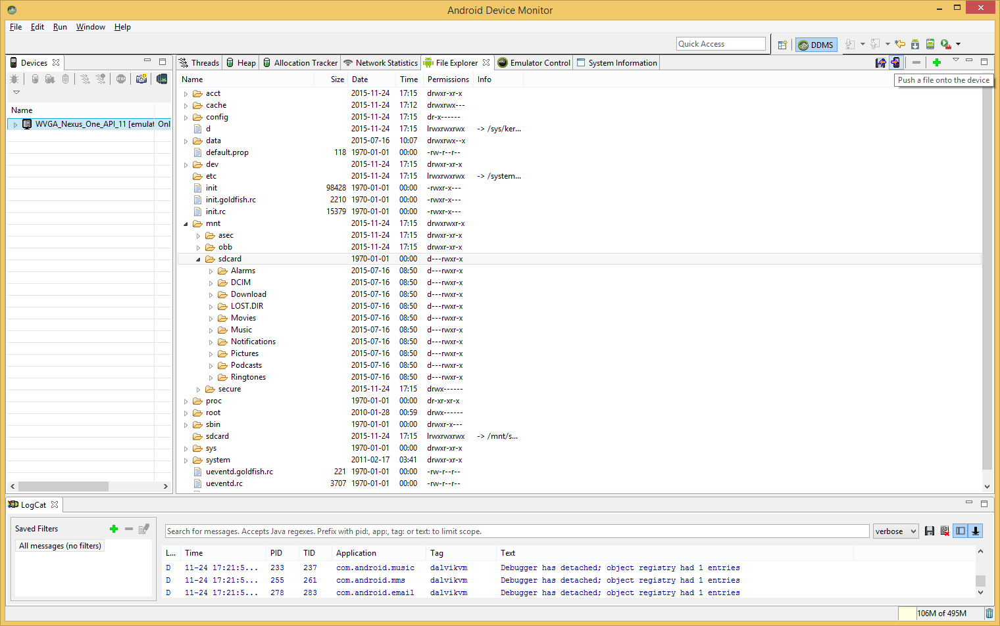 Android Device Monitor
File Edit Run Window Help
Quick Access DDMS
Devices
Threads Heap Allocation Tracker Network Statistics File Explorer Emulator Control System Information
Push a file onto the device
Name
WVGA_Nexus_One_API_11 [emulat Onl
Name Size Date Time Permissions Info
acct 2015-11-24 17:15 drwxr-xr-x
cache 2015-11-24 17:12 drwxrwx---
config 2015-11-24 17:15 dr-x------
d 2015-11-24 17:15 lrwxrwxrwx -> /sys/ker...
data 2015-07-16 10:07 drwxrwx--x
default.prop 118 1970-01-01 00:00 -rw-r--r--
dev 2015-11-24 17:15 drwxr-xr-x
etc 2015-11-24 17:15 lrwxrwxrwx -> /system...
init 98428 1970-01-01 00:00 -rwxr-x---
init.goldfish.rc 2210 1970-01-01 00:00 -rwxr-x---
init.rc 15379 1970-01-01 00:00 -rwxr-x---
mnt 2015-11-24 17:15 drwxrwxr-x
asec 2015-11-24 17:15 drwxr-xr-x
obb 2015-11-24 17:15 drwxr-xr-x
sdcard 1970-01-01 00:00 d---rwxr-x
Alarms 2015-07-16 08:50 d---rwxr-x
DCIM 2015-07-16 08:50 d---rwxr-x
Download 2015-07-16 08:50 d---rwxr-x
LOST.DIR 2015-07-16 08:50 d---rwxr-x
Movies 2015-07-16 08:50 d---rwxr-x
Music 2015-07-16 08:50 d---rwxr-x
Notifications 2015-07-16 08:50 d---rwxr-x
Pictures 2015-07-16 08:50 d---rwxr-x
Podcasts 2015-07-16 08:50 d---rwxr-x
Ringtones 2015-07-16 08:50 d---rwxr-x
secure 2015-11-24 17:15 drwx------
proc 1970-01-01 00:00 dr-xr-xr-x
root 2010-01-28 00:59 drwx------
sbin 1970-01-01 00:00 drwxr-x---
sdcard 2015-11-24 17:15 lrwxrwxrwx -> /mnt/s...
sys 1970-01-01 00:00 drwxr-xr-x
system 2011-02-17 03:41 drwxr-xr-x
ueventd.goldfish.rc 221 1970-01-01 00:00 -rw-r--r--
ueventd.rc 3707 1970-01-01 00:00 -rw-r--r--
LogCat
Saved Filters
All messages (no filters)
Search for messages. Accepts Java regexes. Prefix with pid:, app:, tag: or text: to limit scope. verbose
L... Time PID TID Application Tag Text
D 11-24 17:21:5... 233 237 com.android.music dalvikvm Debugger has detached; object registry had 1 entries
D 11-24 17:21:5... 255 261 com.android.mms dalvikvm Debugger has detached; object registry had 1 entries
D 11-24 17:21:5... 278 283 com.android.email dalvikvm Debugger has detached; object registry had 1 entries
106M of 495M